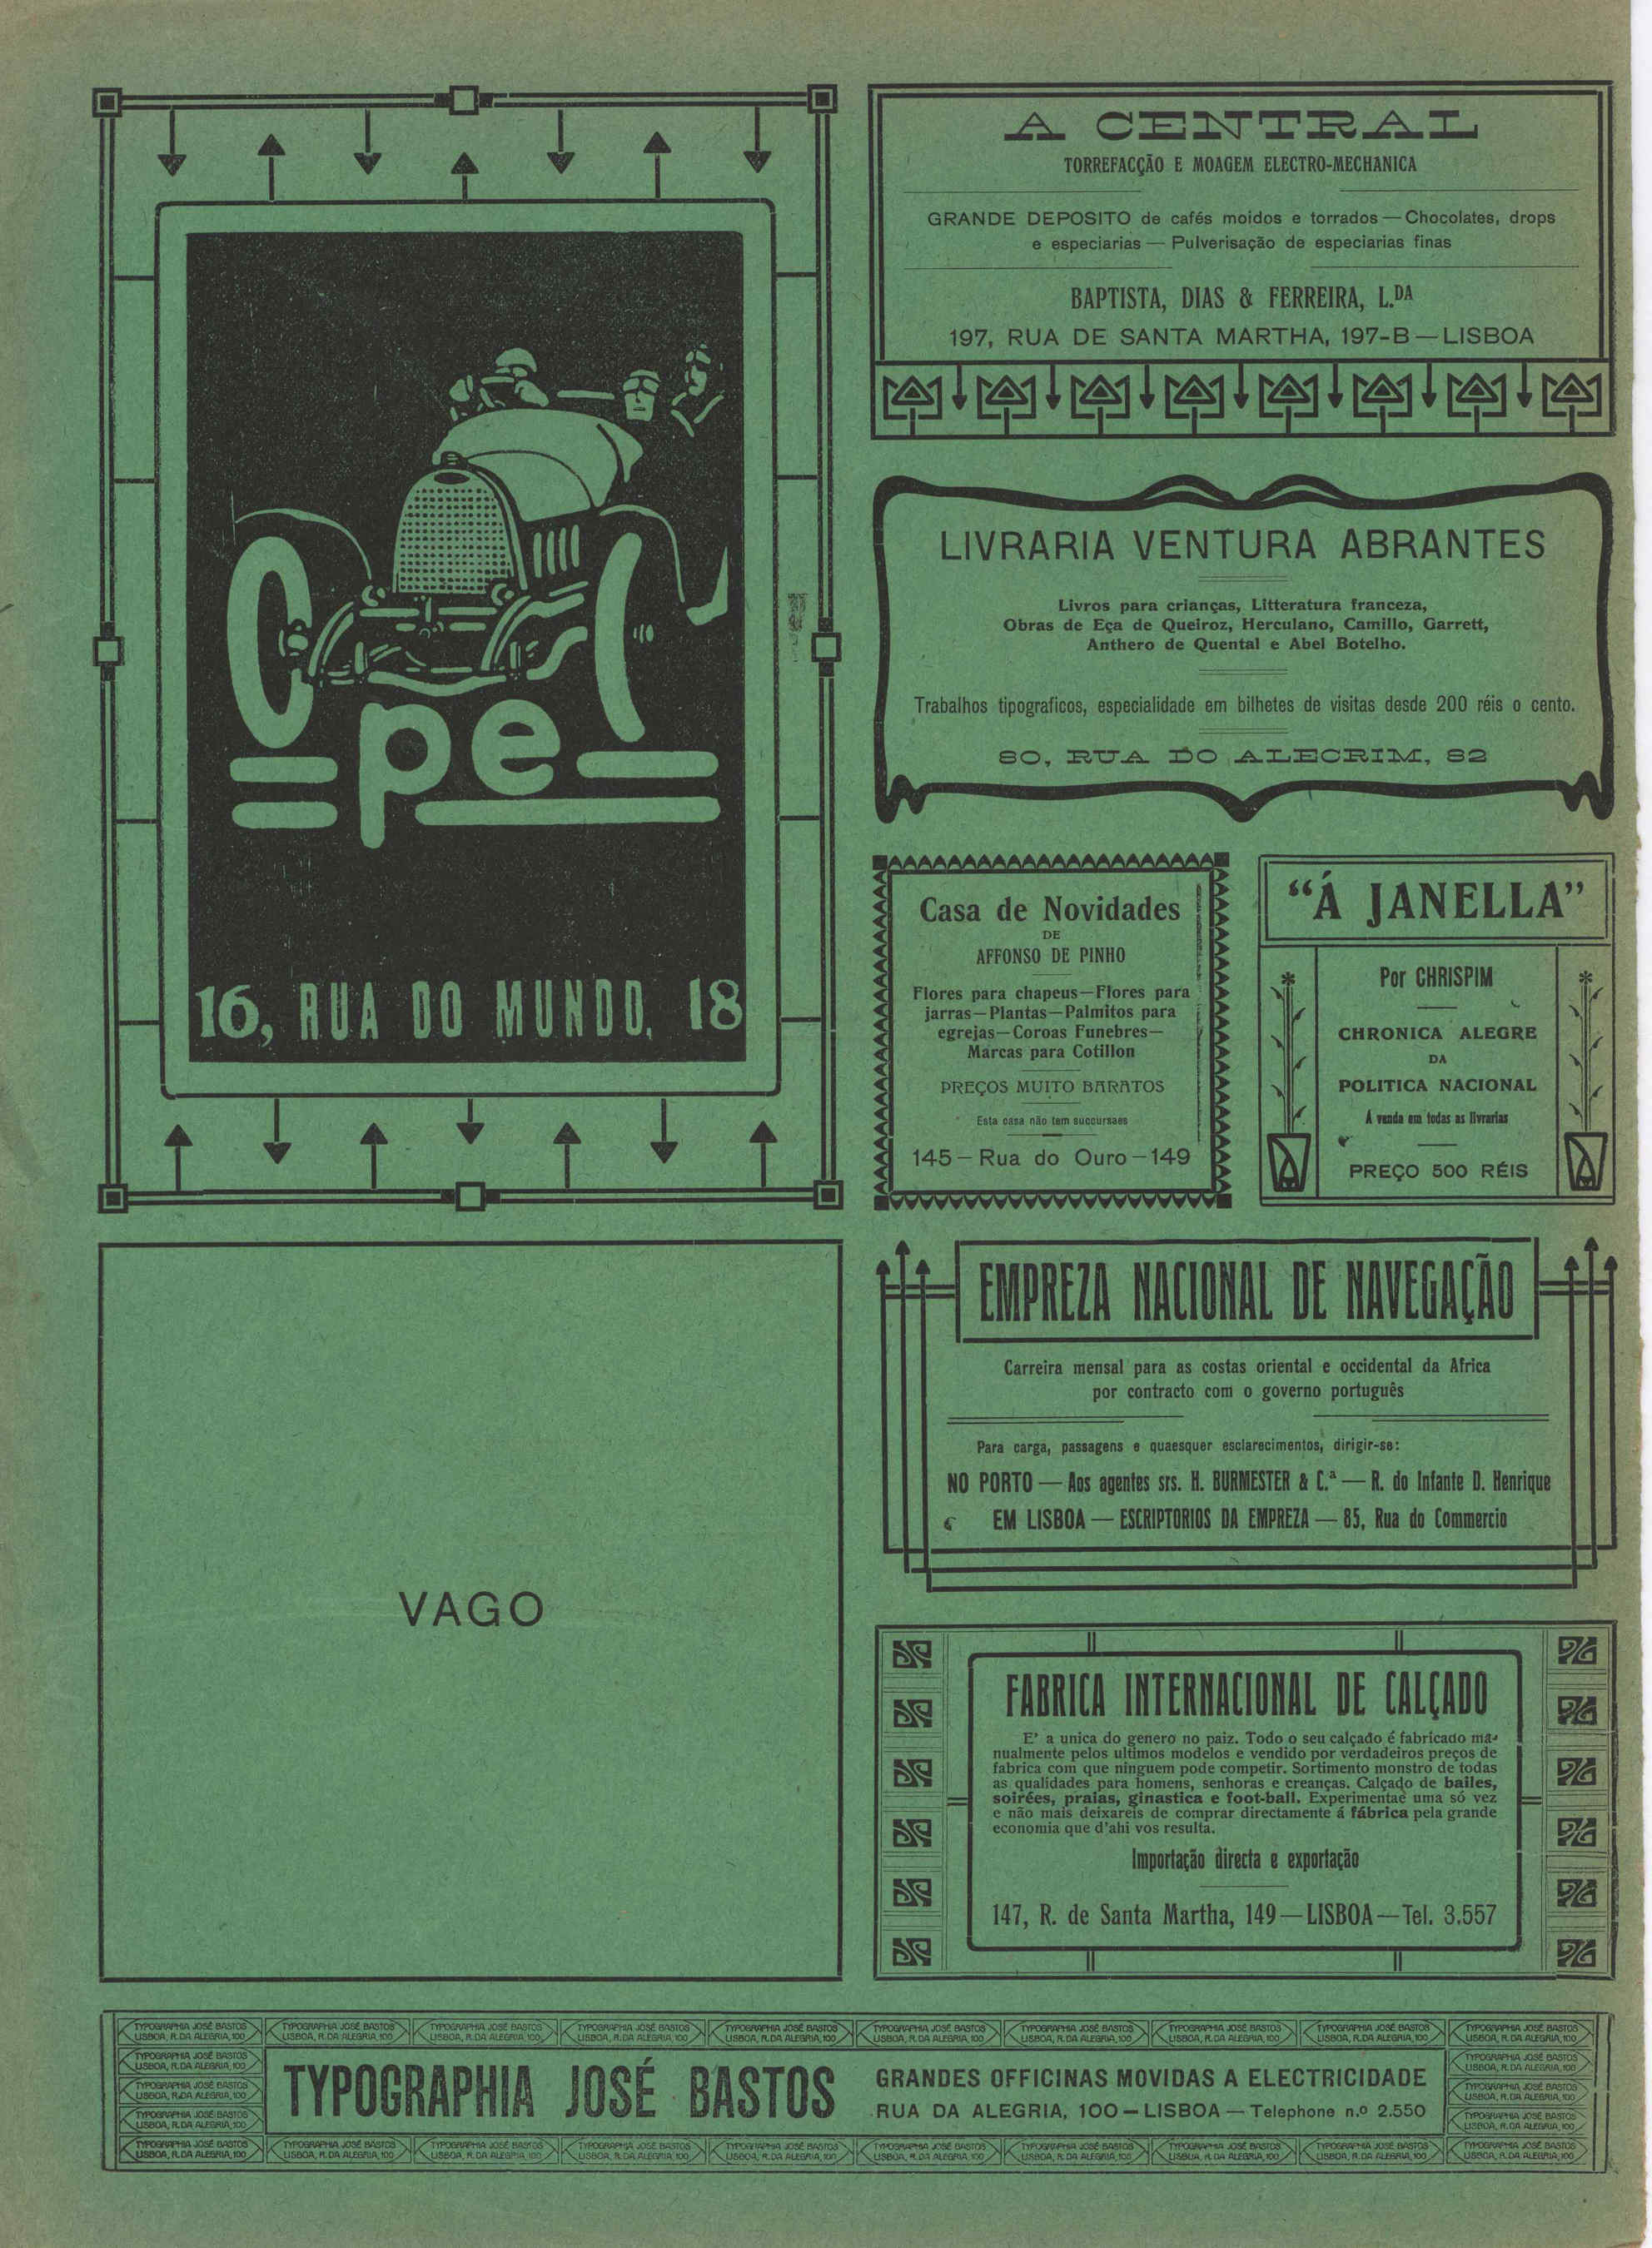 Opel
16, RUA DO MUNDO, 18
A CENTRAL
TORREFACÇÃO E MOAGEM ELECTRO-MECHANICA
GRANDE DEPOSITO de cafés moidos e torrados — Chocolates, drops
e especiarias — Pulverisação de especiarias finas
BAPTISTA, DIAS & FERREIRA, L.DA
197, RUA DE SANTA MARTHA, 197-B — LISBOA
LIVRARIA VENTURA ABRANTES
Livros para crianças, Litteratura franceza,
Obras de Eça de Queiroz, Herculano, Camillo, Garrett,
Anthero de Quental e Abel Botelho.
Trabalhos tipograficos, especialidade em bilhetes de visitas desde 200 réis o cento.
80, RUA DO ALECRIM, 82
Casa de Novidades
DE
AFFONSO DE PINHO
Flores para chapeus—Flores para
jarras—Plantas—Palmitos para
egrejas—Coroas Funebres—
Marcas para Cotillon
PREÇOS MUITO BARATOS
Esta casa não tem succursaes
145 — Rua do Ouro — 149
“Á JANELLA”
Por CHRISPIM
CHRONICA ALEGRE
DA
POLITICA NACIONAL
Á venda em todas as livrarias
PREÇO 500 RÉIS
EMPREZA NACIONAL DE NAVEGAÇÃO
Carreira mensal para as costas oriental e occidental da Africa
por contracto com o governo português
Para carga, passagens e quaesquer esclarecimentos, dirigir-se:
NO PORTO — Aos agentes srs. H. BURMESTER & C.ª — R. do Infante D. Henrique
EM LISBOA — ESCRIPTORIOS DA EMPREZA — 85, Rua do Commercio
VAGO
FABRICA INTERNACIONAL DE CALÇADO
E' a unica do genero no paiz. Todo o seu calçado é fabricado ma-
nualmente pelos ultimos modelos e vendido por verdadeiros preços de
fabrica com que ninguem pode competir. Sortimento monstro de todas
as qualidades para homens, senhoras e creanças. Calçado de bailes,
soirées, praias, ginastica e foot-ball. Experimentae uma só vez
e não mais deixareis de comprar directamente á fábrica pela grande
economia que d'ahi vos resulta.
Importação directa e exportação
147, R. de Santa Martha, 149 — LISBOA — Tel. 3.557
TYPOGRAPHIA JOSÉ BASTOS
LISBOA, R. DA ALEGRIA, 100
TYPOGRAPHIA JOSÉ BASTOS
GRANDES OFFICINAS MOVIDAS A ELECTRICIDADE
RUA DA ALEGRIA, 100 — LISBOA — Telephone n.º 2.550